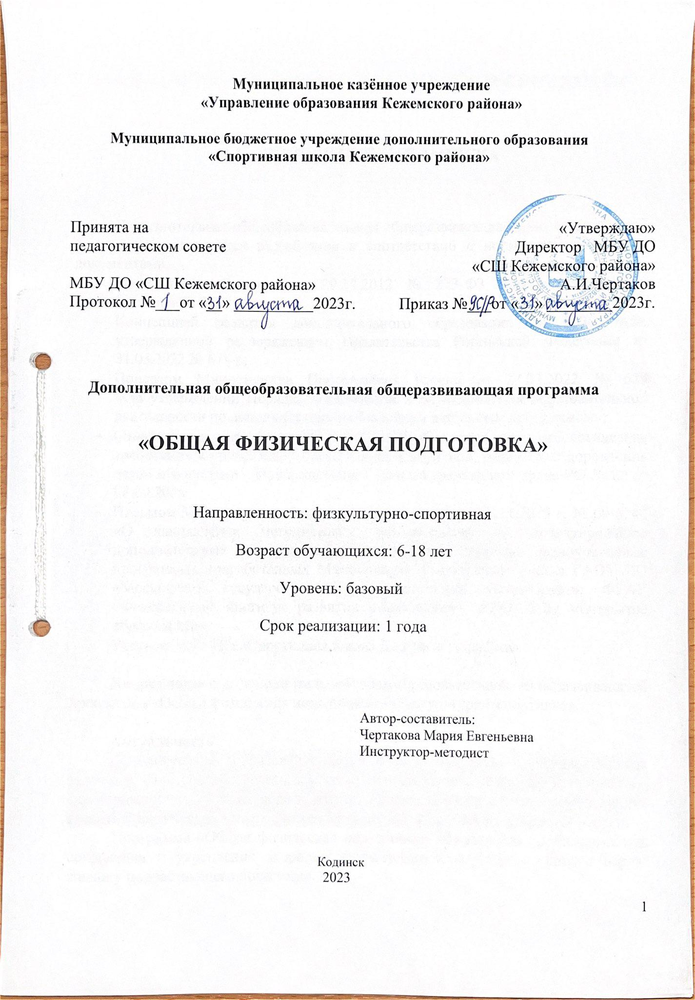 Муниципальное казённое учреждение
«Управление образования Кежемского района»
Муниципальное бюджетное учреждение дополнительного образования
«Спортивная школа Кежемского района»
Принята на
педагогическом совете
МБУ ДО «СШ Кежемского района»
Протокол № 1 от «31» августа 2023г.
«Утверждаю»
Директор МБУ ДО
«СШ Кежемского района»
А.И.Чертаков
Приказ № от «31» августа 2023г.
Дополнительная общеобразовательная общеразвивающая программа
«ОБЩАЯ ФИЗИЧЕСКАЯ ПОДГОТОВКА»
Направленность: физкультурно-спортивная
Возраст обучающихся: 6-18 лет
Уровень: базовый
Срок реализации: 1 года
Автор-составитель:
Чертакова Мария Евгеньевна
Инструктор-методист
Кодинск
2023
1